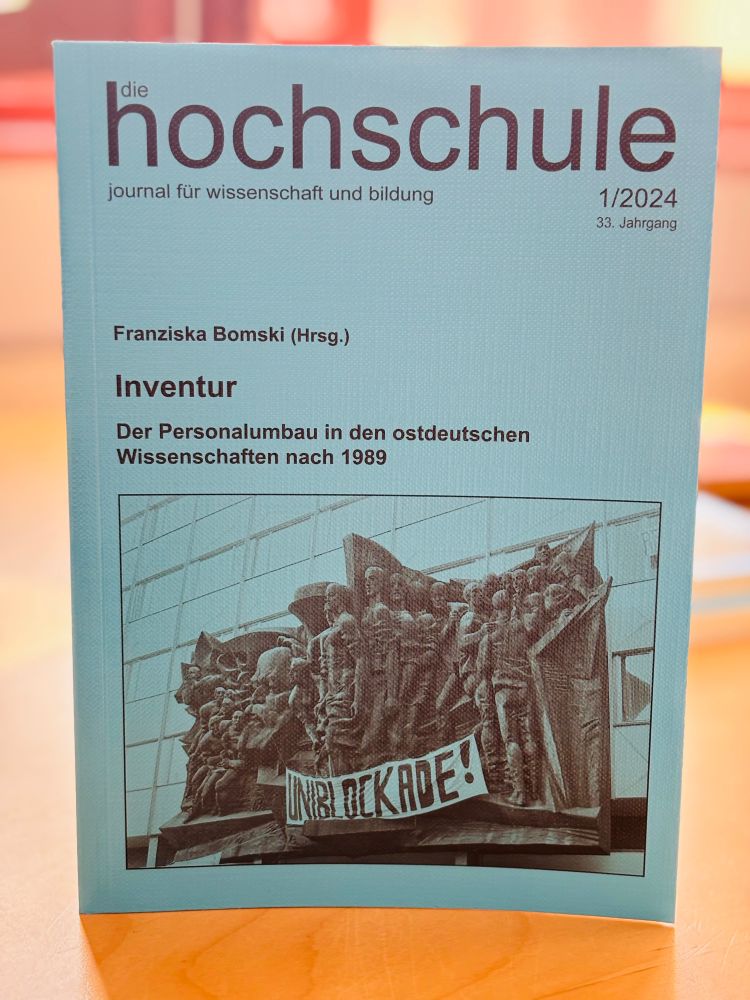 die
hochschule
journal für wissenschaft und bildung
1/2024
33. Jahrgang
Franziska Bomski (Hrsg.)
Inventur
Der Personalumbau in den ostdeutschen
Wissenschaften nach 1989
UNIBLOCKADE!